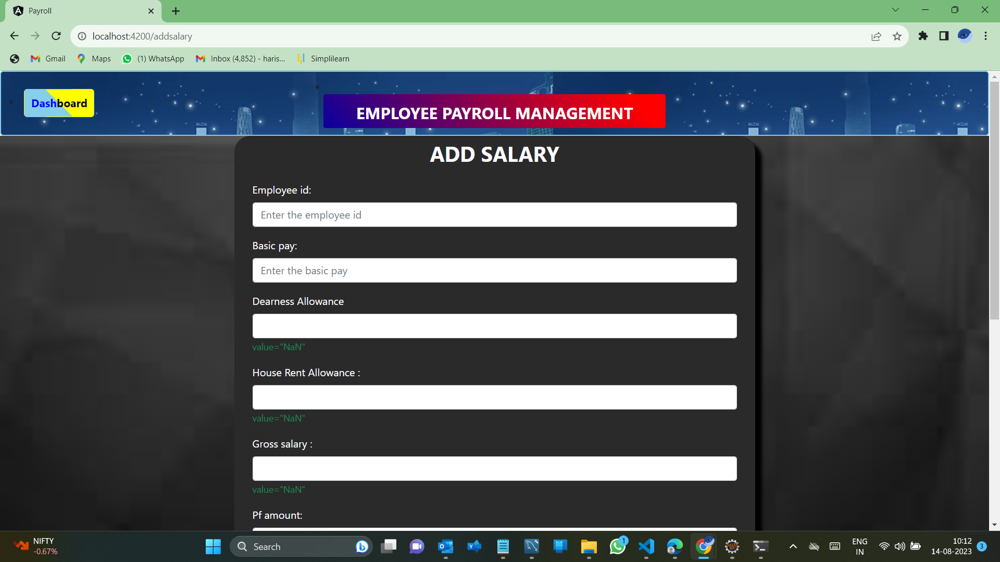 Payroll
localhost:4200/addsalary
Gmail
Maps
(1) WhatsApp
Inbox (4,852) - haris...
Simplilearn
Dashboard
EMPLOYEE PAYROLL MANAGEMENT
ADD SALARY
Employee id:
Enter the employee id
Basic pay:
Enter the basic pay
Dearness Allowance
value="NaN"
House Rent Allowance :
value="NaN"
Gross salary :
value="NaN"
Pf amount:
NIFTY
-0.67%
Search
1
ENG
IN
10:12
14-08-2023
3